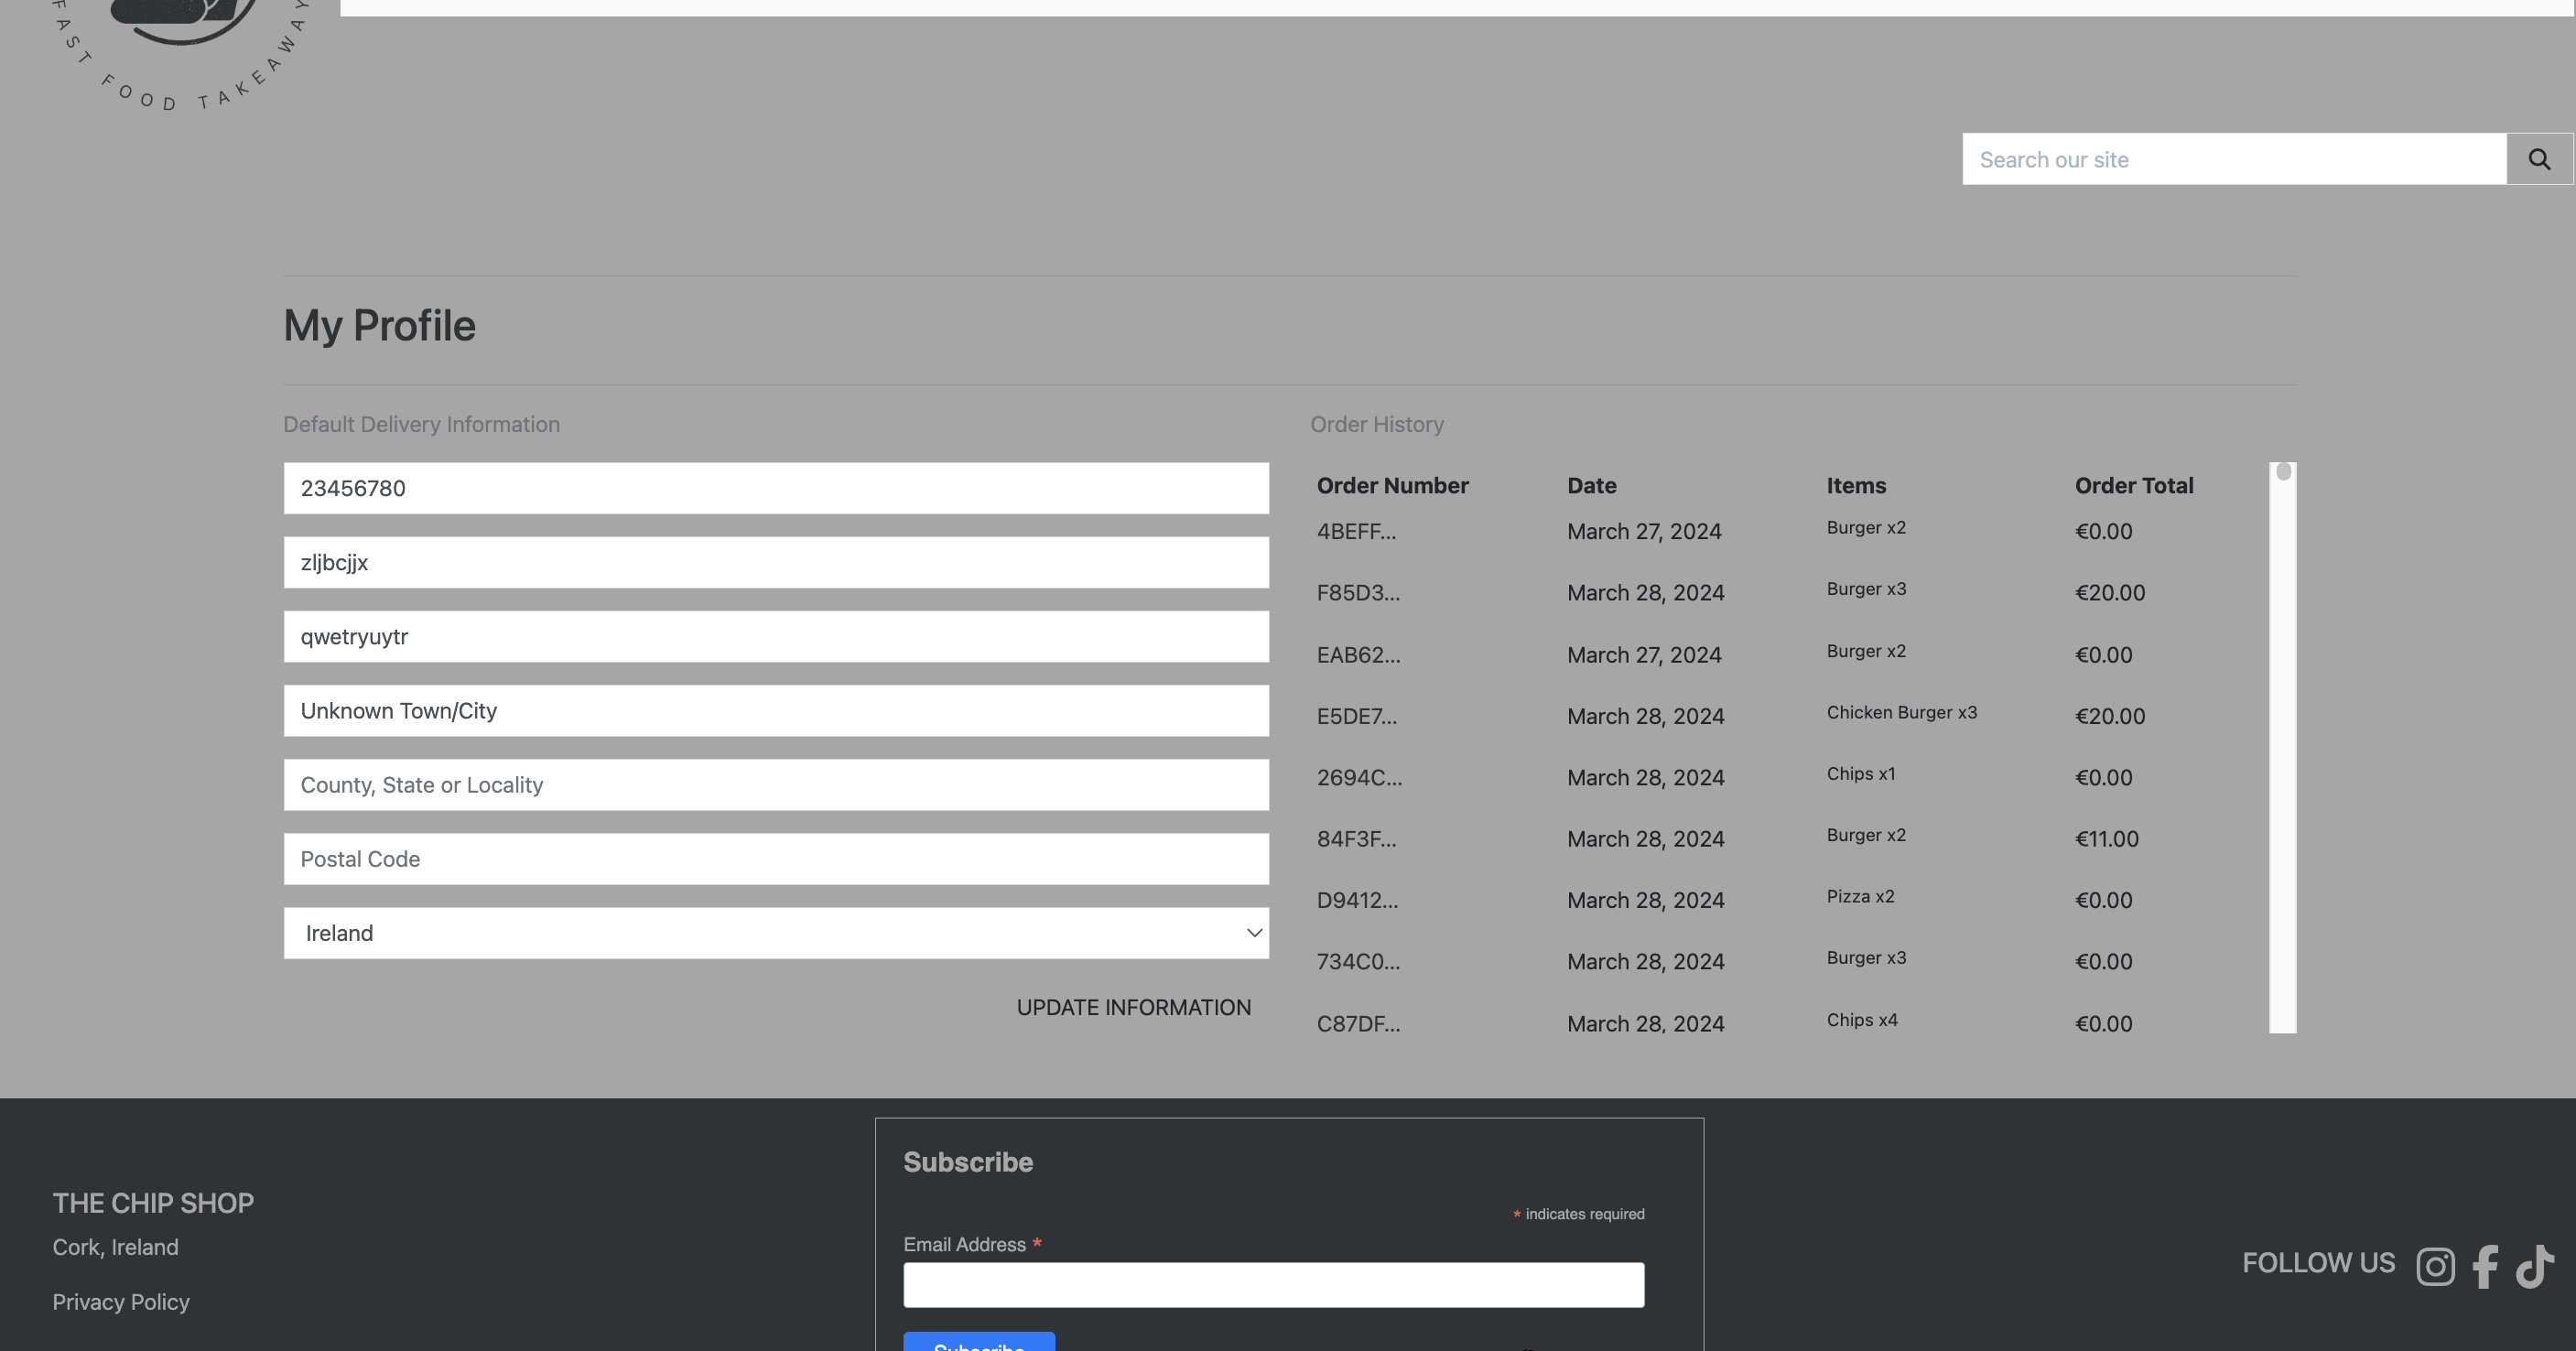 FAST FOOD TAKEAWAY
Search our site
My Profile
Default Delivery Information
23456780
zljbcjjx
qwetryuytr
Unknown Town/City
County, State or Locality
Postal Code
Ireland
UPDATE INFORMATION
Order History
Order Number Date Items Order Total
4BEFF... March 27, 2024 Burger x2 €0.00
F85D3... March 28, 2024 Burger x3 €20.00
EAB62... March 27, 2024 Burger x2 €0.00
E5DE7... March 28, 2024 Chicken Burger x3 €20.00
2694C... March 28, 2024 Chips x1 €0.00
84F3F... March 28, 2024 Burger x2 €11.00
D9412... March 28, 2024 Pizza x2 €0.00
734C0... March 28, 2024 Burger x3 €0.00
C87DF... March 28, 2024 Chips x4 €0.00
THE CHIP SHOP
Cork, Ireland
Privacy Policy
Subscribe
* indicates required
Email Address *
Subscribe
FOLLOW US